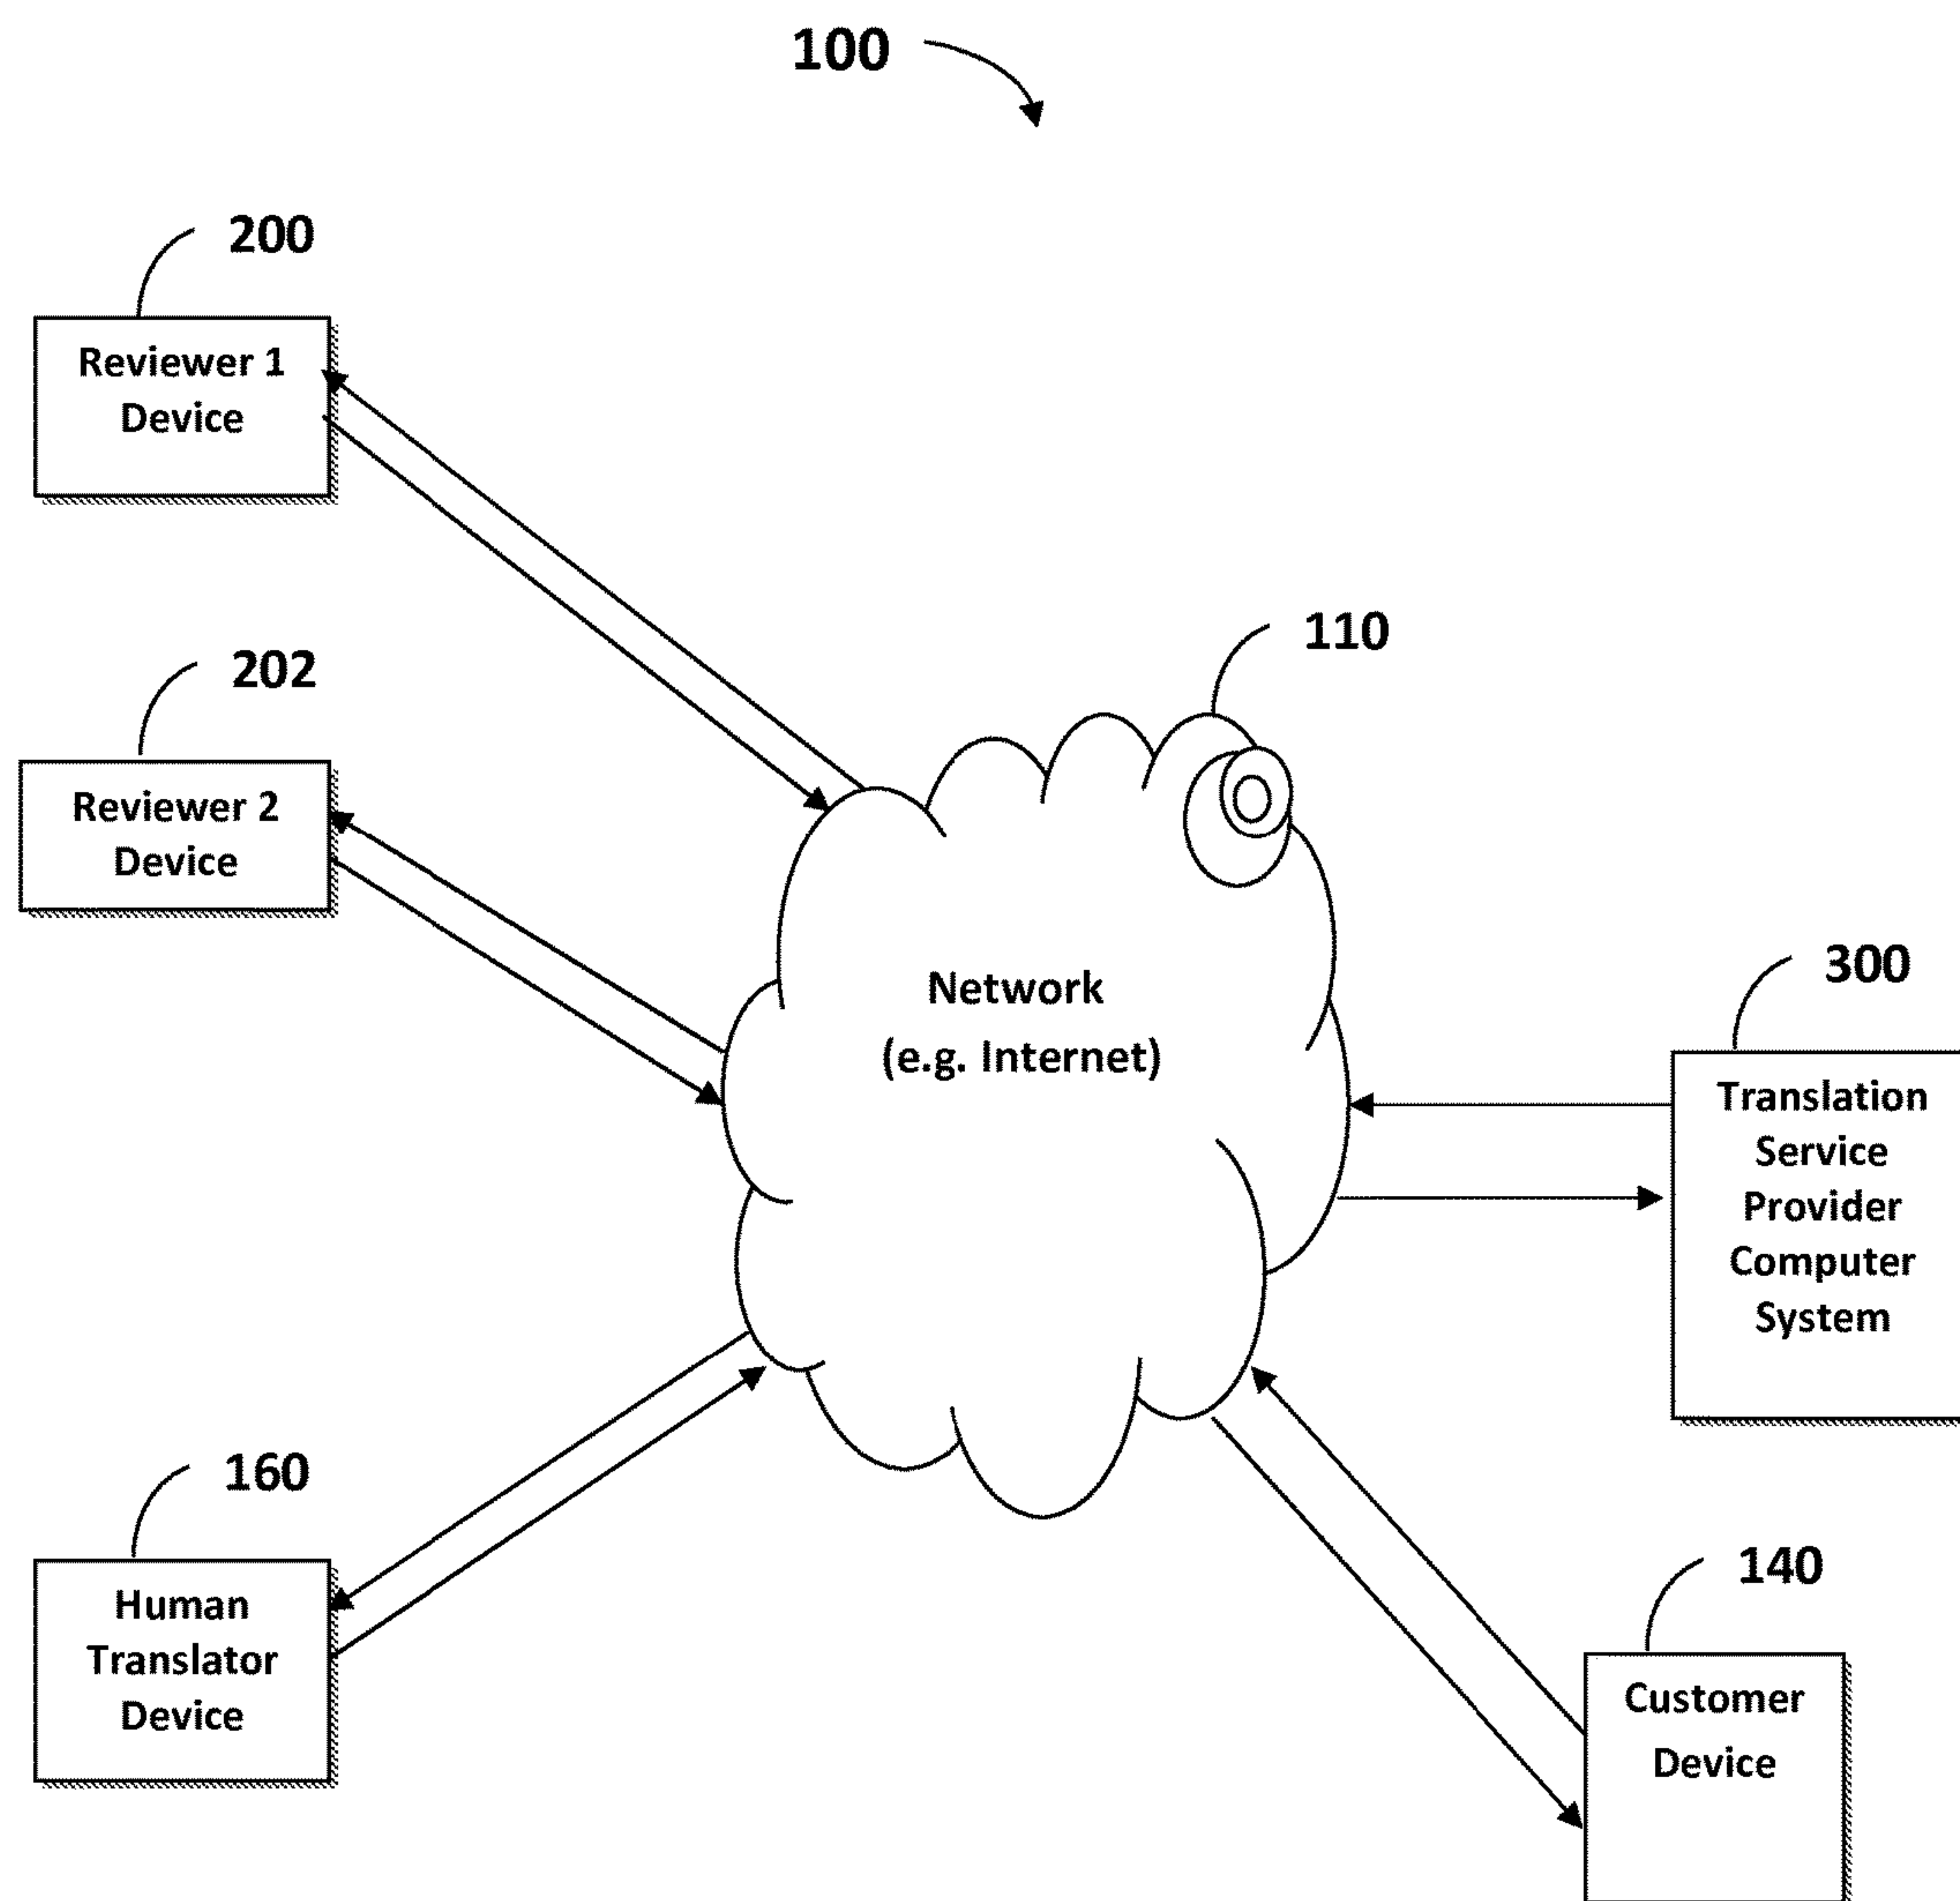 100
200
Reviewer 1
Device
110
202
Reviewer 2
Device
Network
(e.g. Internet)
300
Translation
Service
Provider
Computer
System
160
Human
Translator
Device
140
Customer
Device